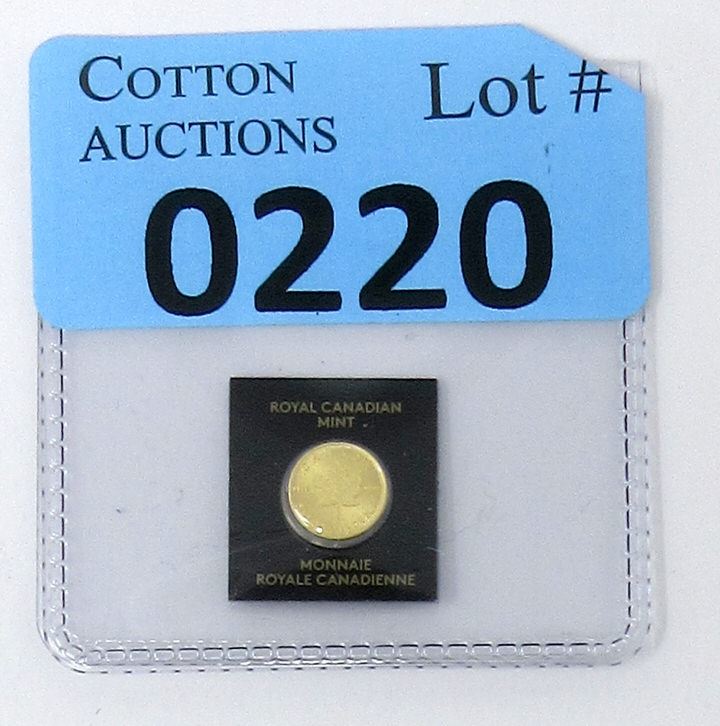 COTTON
AUCTIONS
Lot #
0220
ROYAL CANADIAN
MINT
MONNAIE
ROYALE CANADIENNE